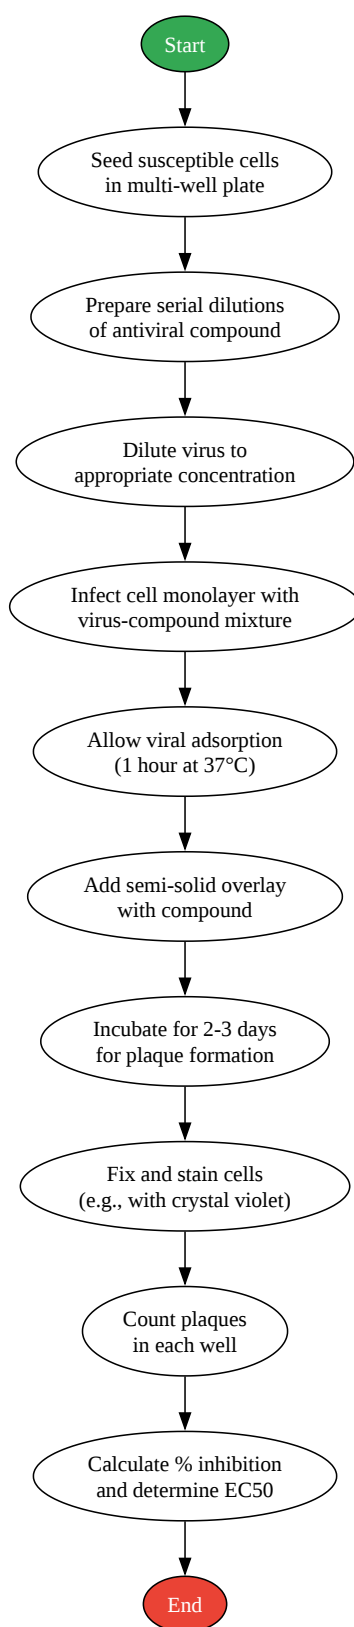 Start
Seed susceptible cells
in multi-well plate
Prepare serial dilutions
of antiviral compound
Dilute virus to
appropriate concentration
Infect cell monolayer with
virus-compound mixture
Allow viral adsorption
(1 hour at 37°C)
Add semi-solid overlay
with compound
Incubate for 2-3 days
for plaque formation
Fix and stain cells
(e.g., with crystal violet)
Count plaques
in each well
Calculate % inhibition
and determine EC50
End